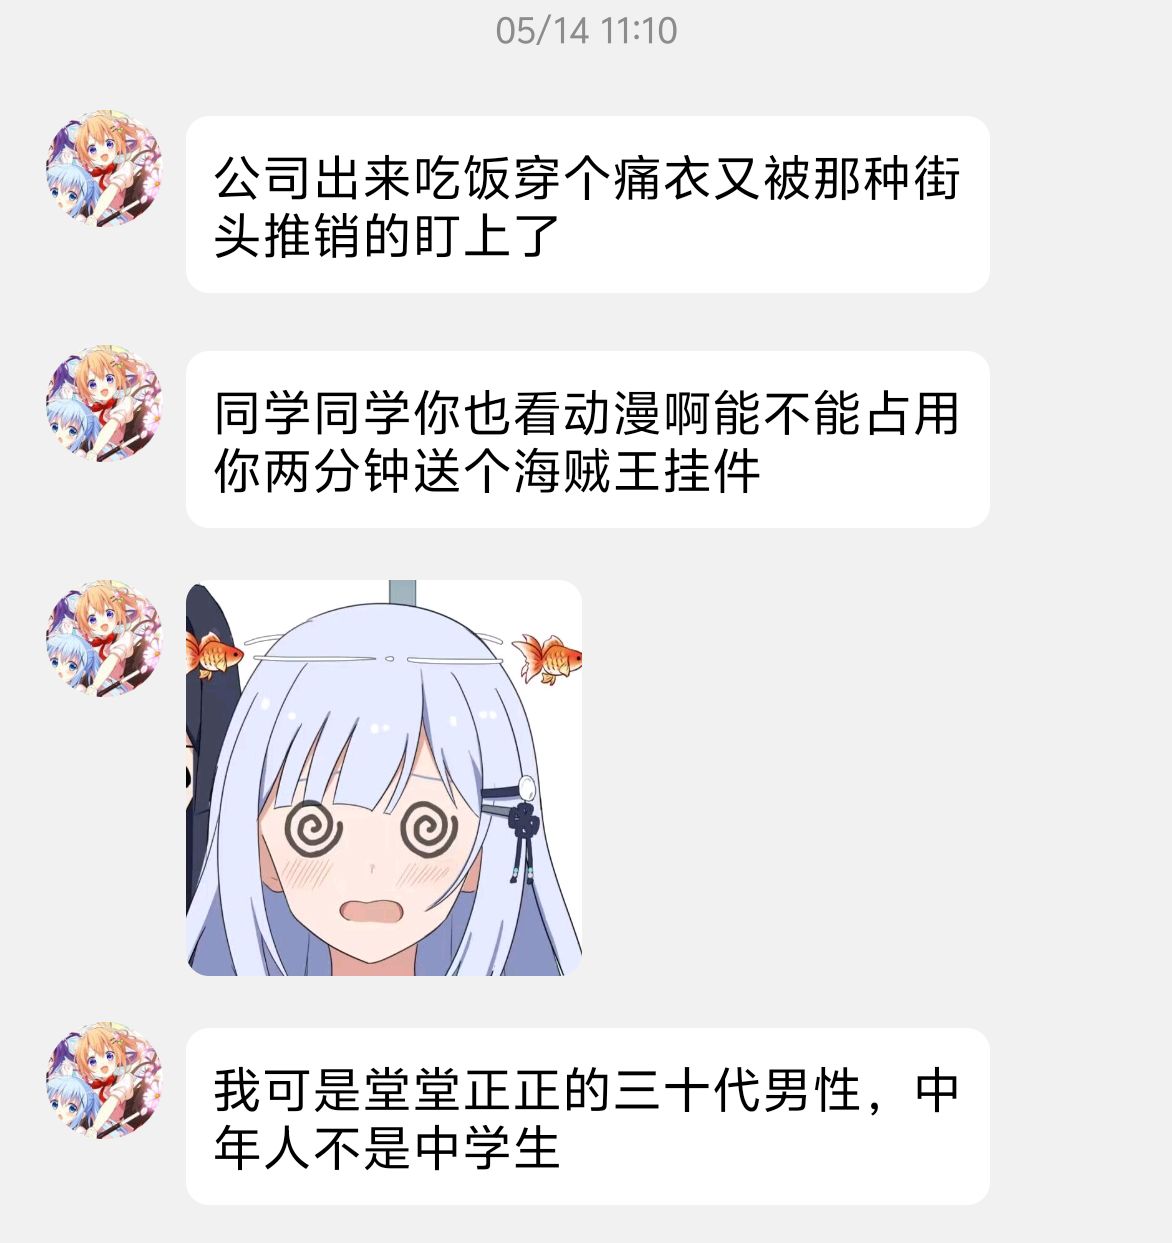 05/14 11:10
公司出来吃饭穿个痛衣又被那种街
头推销的盯上了
同学同学你也看动漫啊能不能占用
你两分钟送个海贼王挂件
我可是堂堂正正的三十代男性，中
年人不是中学生